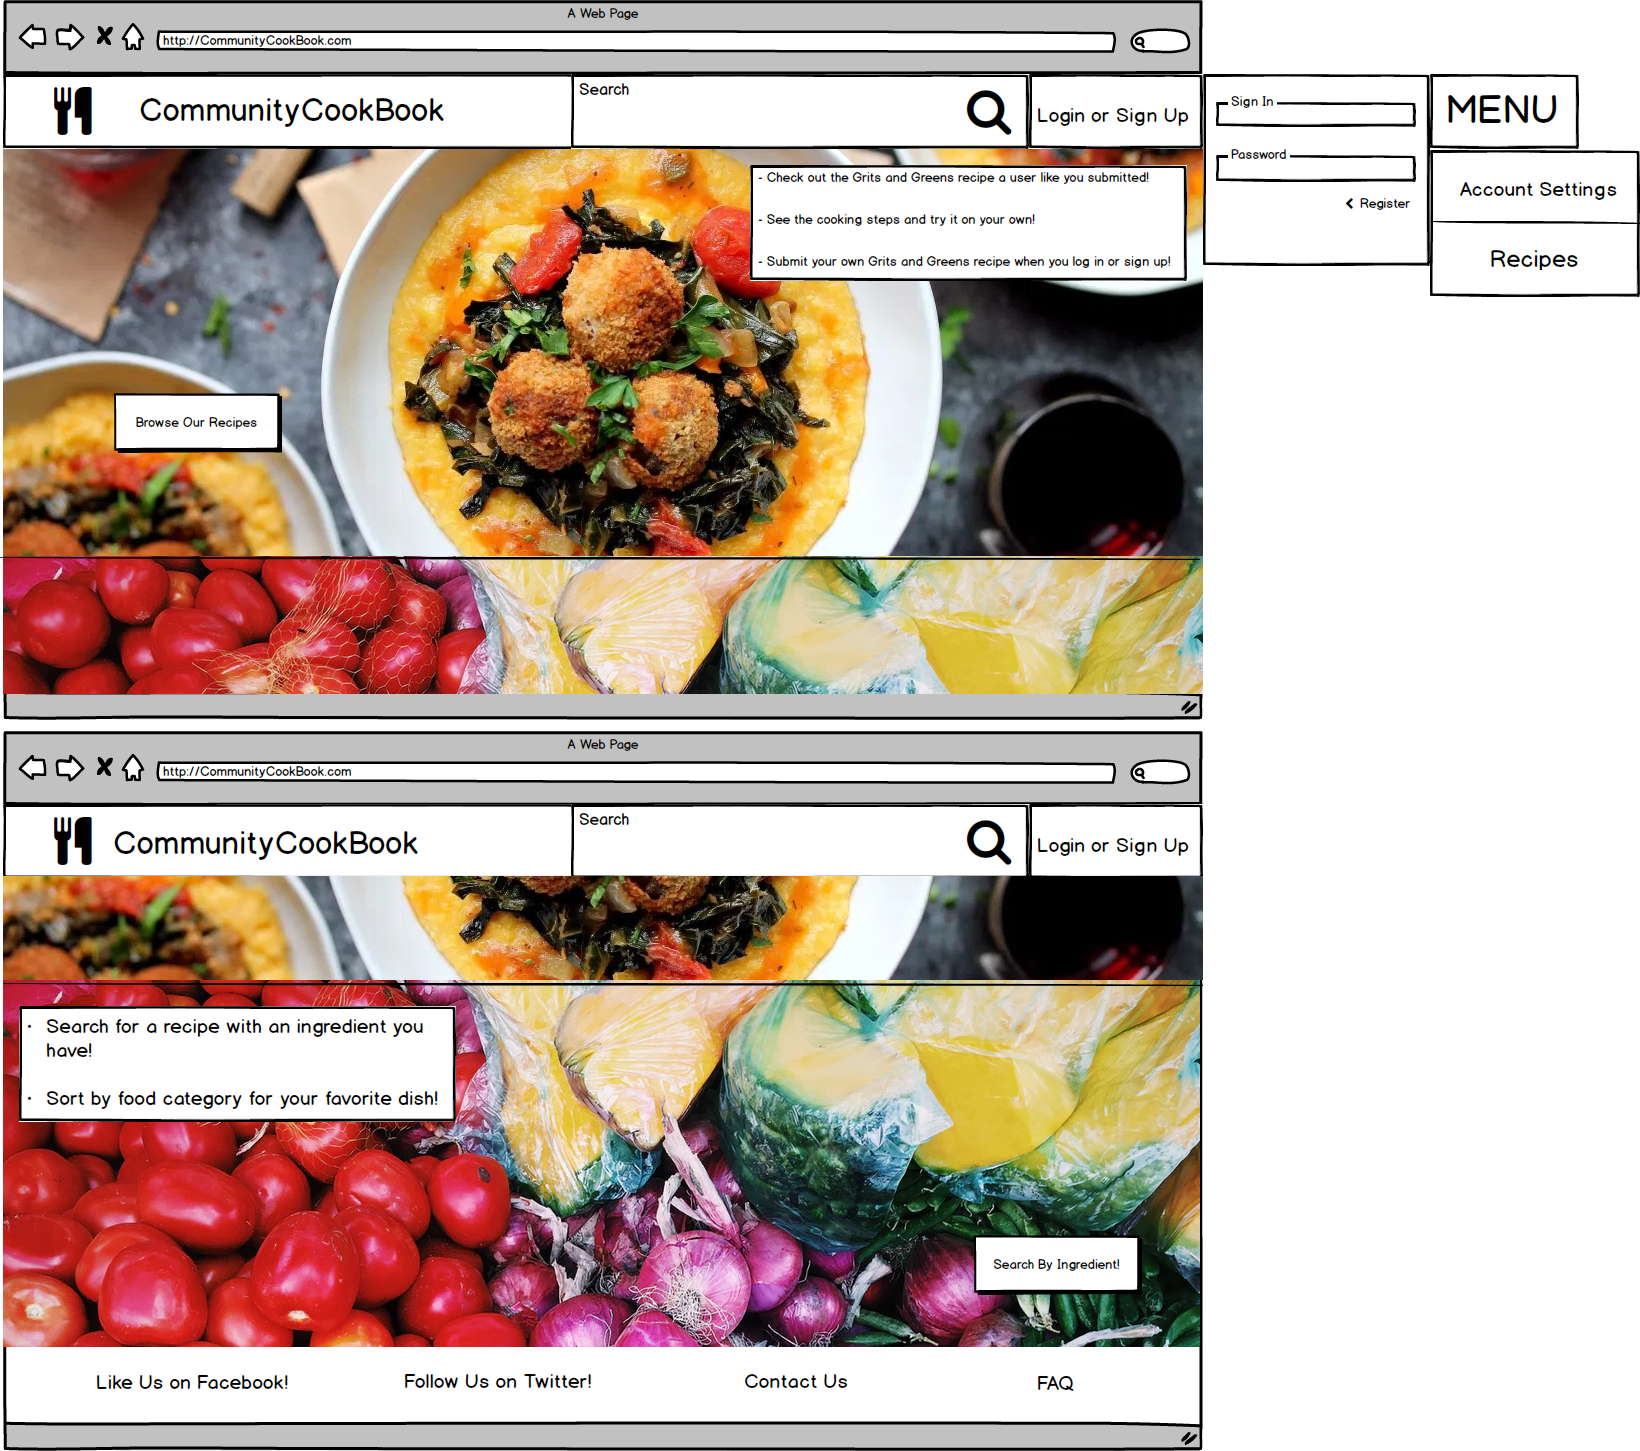 A Web Page
http://CommunityCookBook.com
CommunityCookBook
Search
Login or Sign Up
Sign In
Password
Register
MENU
Account Settings
Recipes
- Check out the Grits and Greens recipe a user like you submitted!
- See the cooking steps and try it on your own!
- Submit your own Grits and Greens recipe when you log in or sign up!
Browse Our Recipes
A Web Page
http://CommunityCookBook.com
CommunityCookBook
Search
Login or Sign Up
• Search for a recipe with an ingredient you
have!
• Sort by food category for your favorite dish!
Search By Ingredient!
Like Us on Facebook!
Follow Us on Twitter!
Contact Us
FAQ